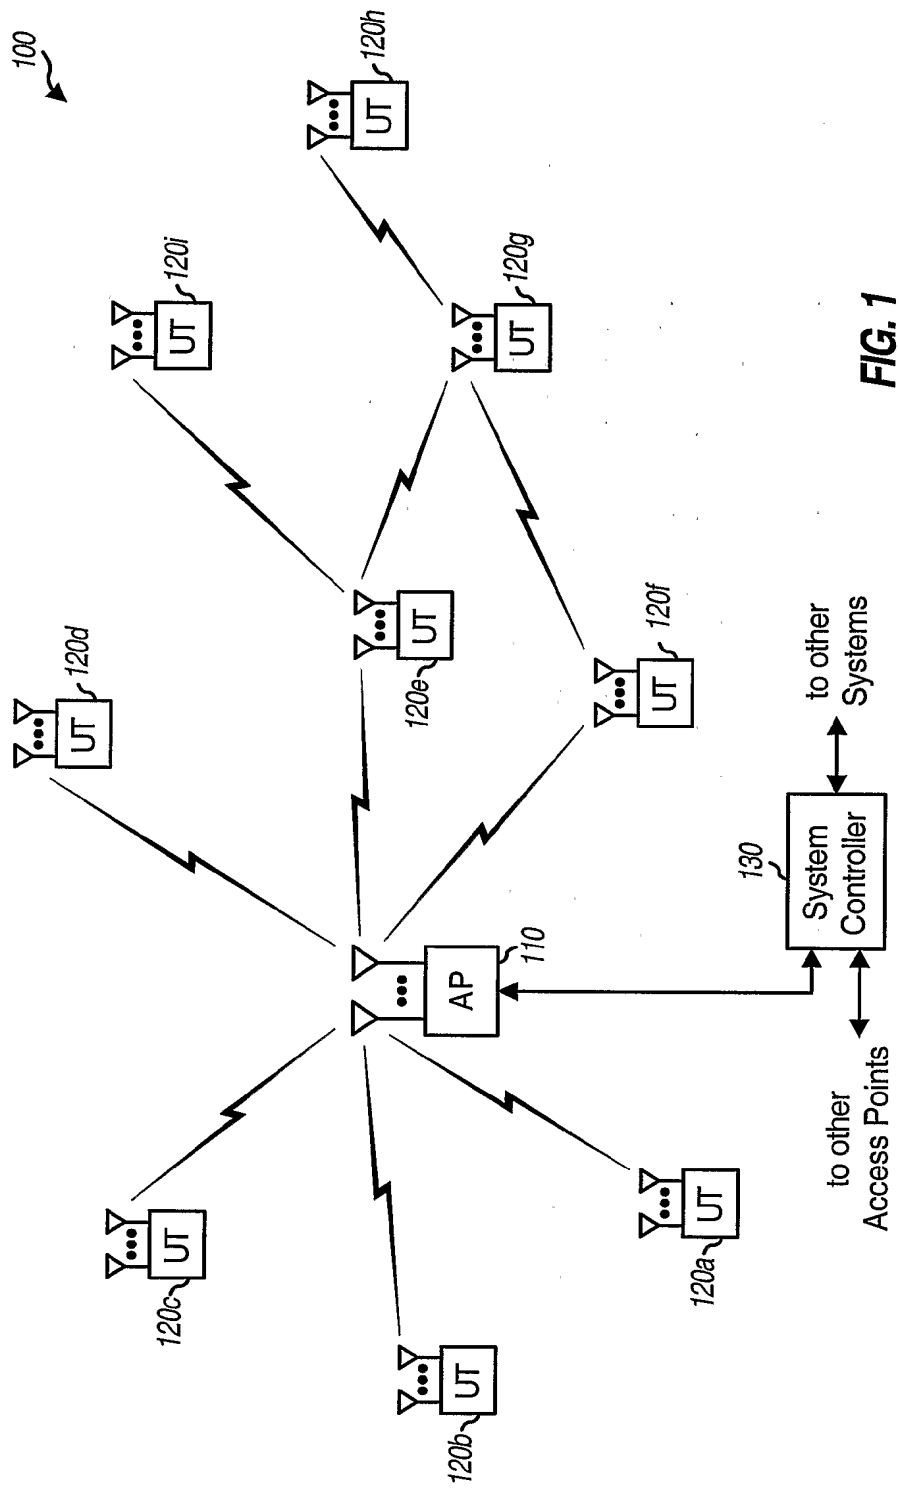 100
120h
UT
120i
UT
120g
UT
120d
UT
120e
UT
120f
UT
110
AP
120c
UT
120b
UT
120a
UT
130
System
Controller
to other
Systems
to other
Access Points
FIG. 1